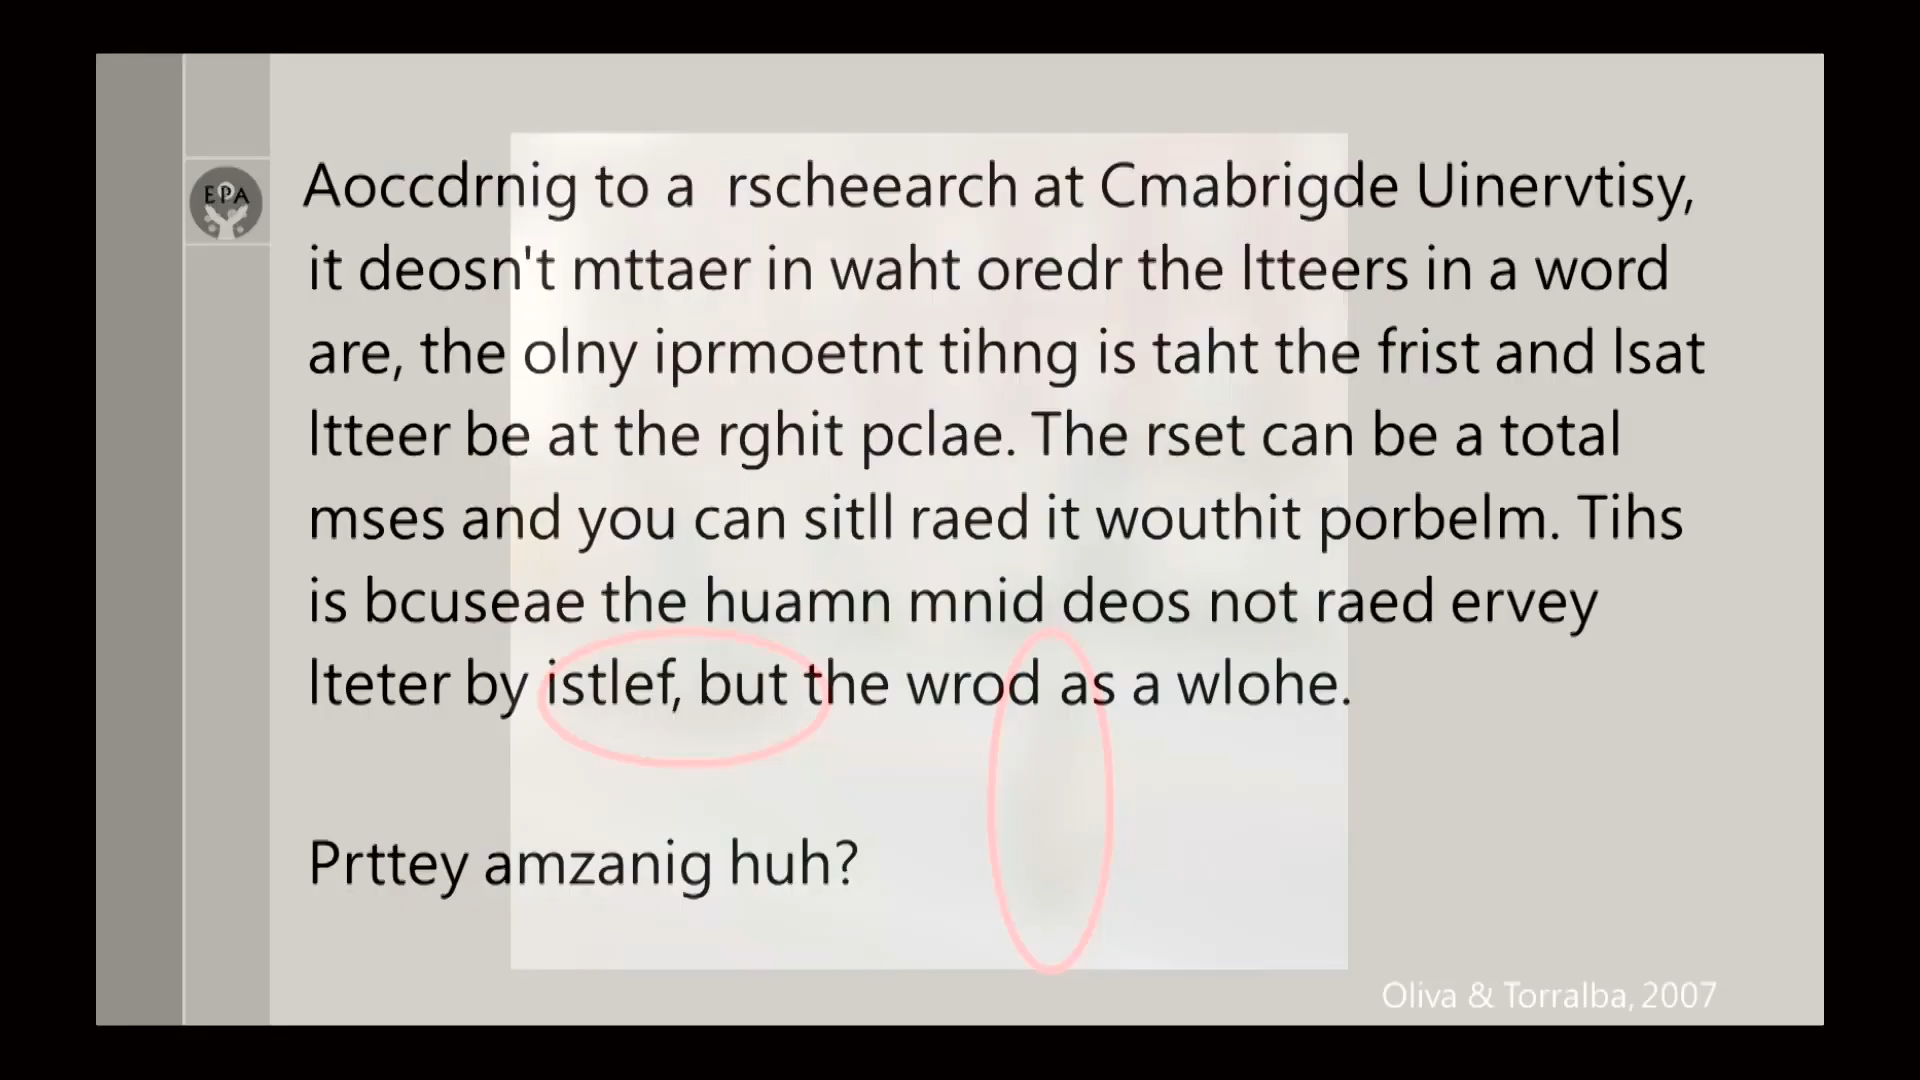 EPA
Aoccdrnig to a rscheearch at Cmabrigde Uinervtisy,
it deosn't mttaer in waht oredr the ltteers in a word
are, the olny iprmoetnt tihng is taht the frist and lsat
ltteer be at the rghit pclae. The rset can be a total
mses and you can sitll raed it wouthit porbelm. Tihs
is bcuseae the huamn mnid deos not raed ervey
lteter by istlef, but the wrod as a wlohe.
Prttey amzanig huh?
Oliva & Torralba, 2007